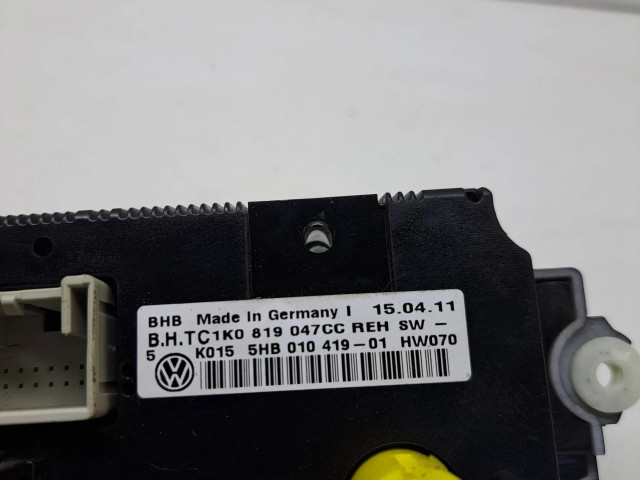 BHB Made in Germany I 15.04.11
B.H.TC1K0 819 047CC REH SW -
5 K015 5HB 010 419-01 HW070